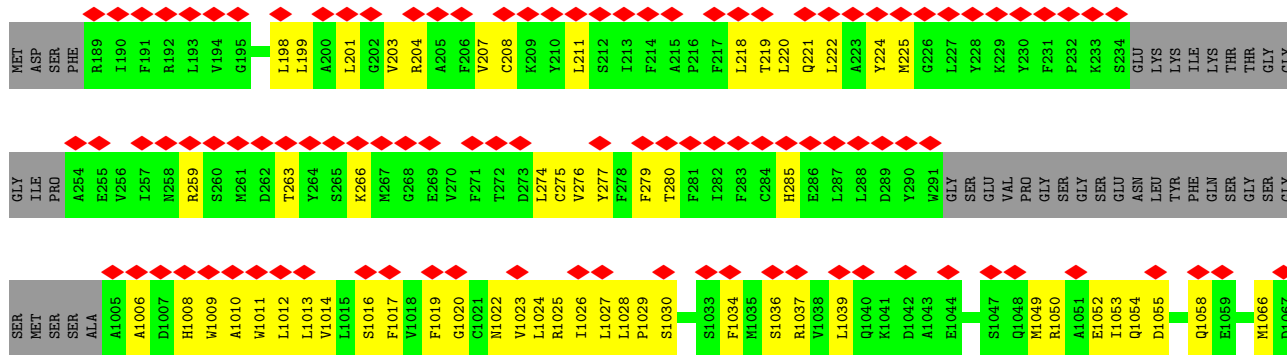 MET ASP SER PHE R189 I190 F191 R192 L193 V194 G195 L198 L199 A200 L201 G202 V203 R204 A205 F206 V207 C208 K209 Y210 L211 S212 I213 F214 A215 P216 F217 L218 T219 L220 Q221 L222 A223 Y224 M225 G226 L227 Y228 K229 Y230 F231 P232 K233 S234 GLU LYS LYS ILE LYS THR THR GLY GLY
GLY ILE PRO A254 E255 V256 I257 N258 R259 S260 M261 D262 T263 Y264 S265 K266 M267 G268 E269 V270 F271 T272 D273 L274 C275 V276 Y277 F278 F279 T280 F281 I282 F283 C284 H285 E286 L287 L288 D289 Y290 W291 GLY SER GLU VAL PRO GLY SER GLY SER GLU ASN LEU TYR PHE GLN SER GLY SER GLY
SER MET SER SER ALA A1005 A1006 D1007 H1008 W1009 A1010 W1011 L1012 L1013 V1014 L1015 S1016 F1017 V1018 F1019 G1020 C1021 N1022 V1023 L1024 R1025 I1026 L1027 L1028 P1029 S1030 S1033 F1034 M1035 S1036 R1037 V1038 L1039 Q1040 K1041 D1042 A1043 E1044 S1047 Q1048 M1049 R1050 A1051 E1052 I1053 Q1054 D1055 Q1058 E1059 M1066